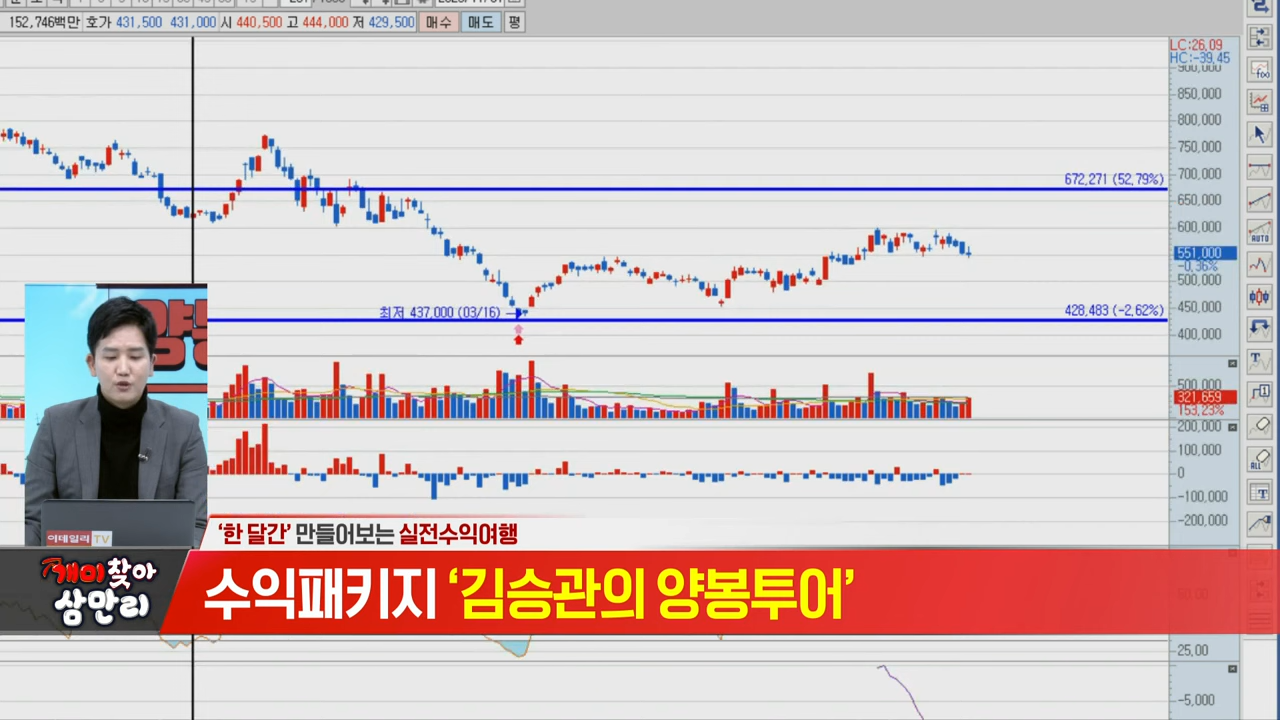 152,746백만 호가 431,500 431,000 시 440,500 고 444,000 저 429,500 매수 매도 평
LC:26,09
HC:-39,45
900,000
850,000
800,000
750,000
700,000
672,271 (52,79%)
650,000
600,000
551,000
-0,36%
500,000
450,000
428,483 (-2,62%)
최저 437,000 (03/16)
400,000
500,000
321,659
153,23%
200,000
100,000
0
-100,000
-200,000
AUTO
ALL
이데일리 TV
'한 달간' 만들어보는 실전수익여행
개미찾아
삼만리
수익패키지 '김승관의 양봉투어'
25,00
-5,000